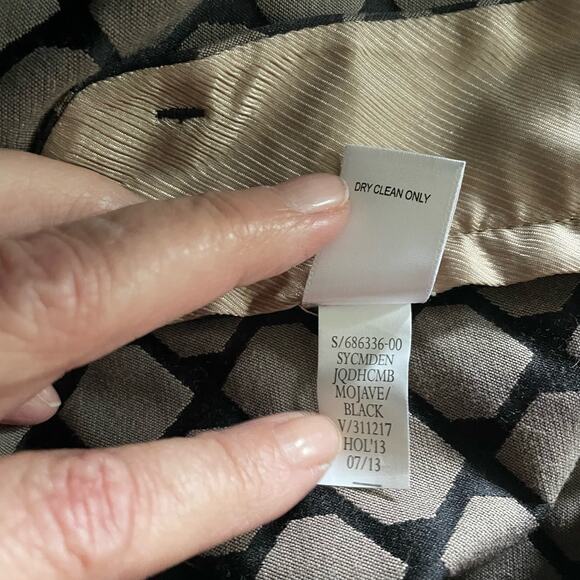 DRY CLEAN ONLY
S/686336-00
SYCMDEN
JQDHCMB
MOJAVE/
BLACK
V/311217
HOL'13
07/13